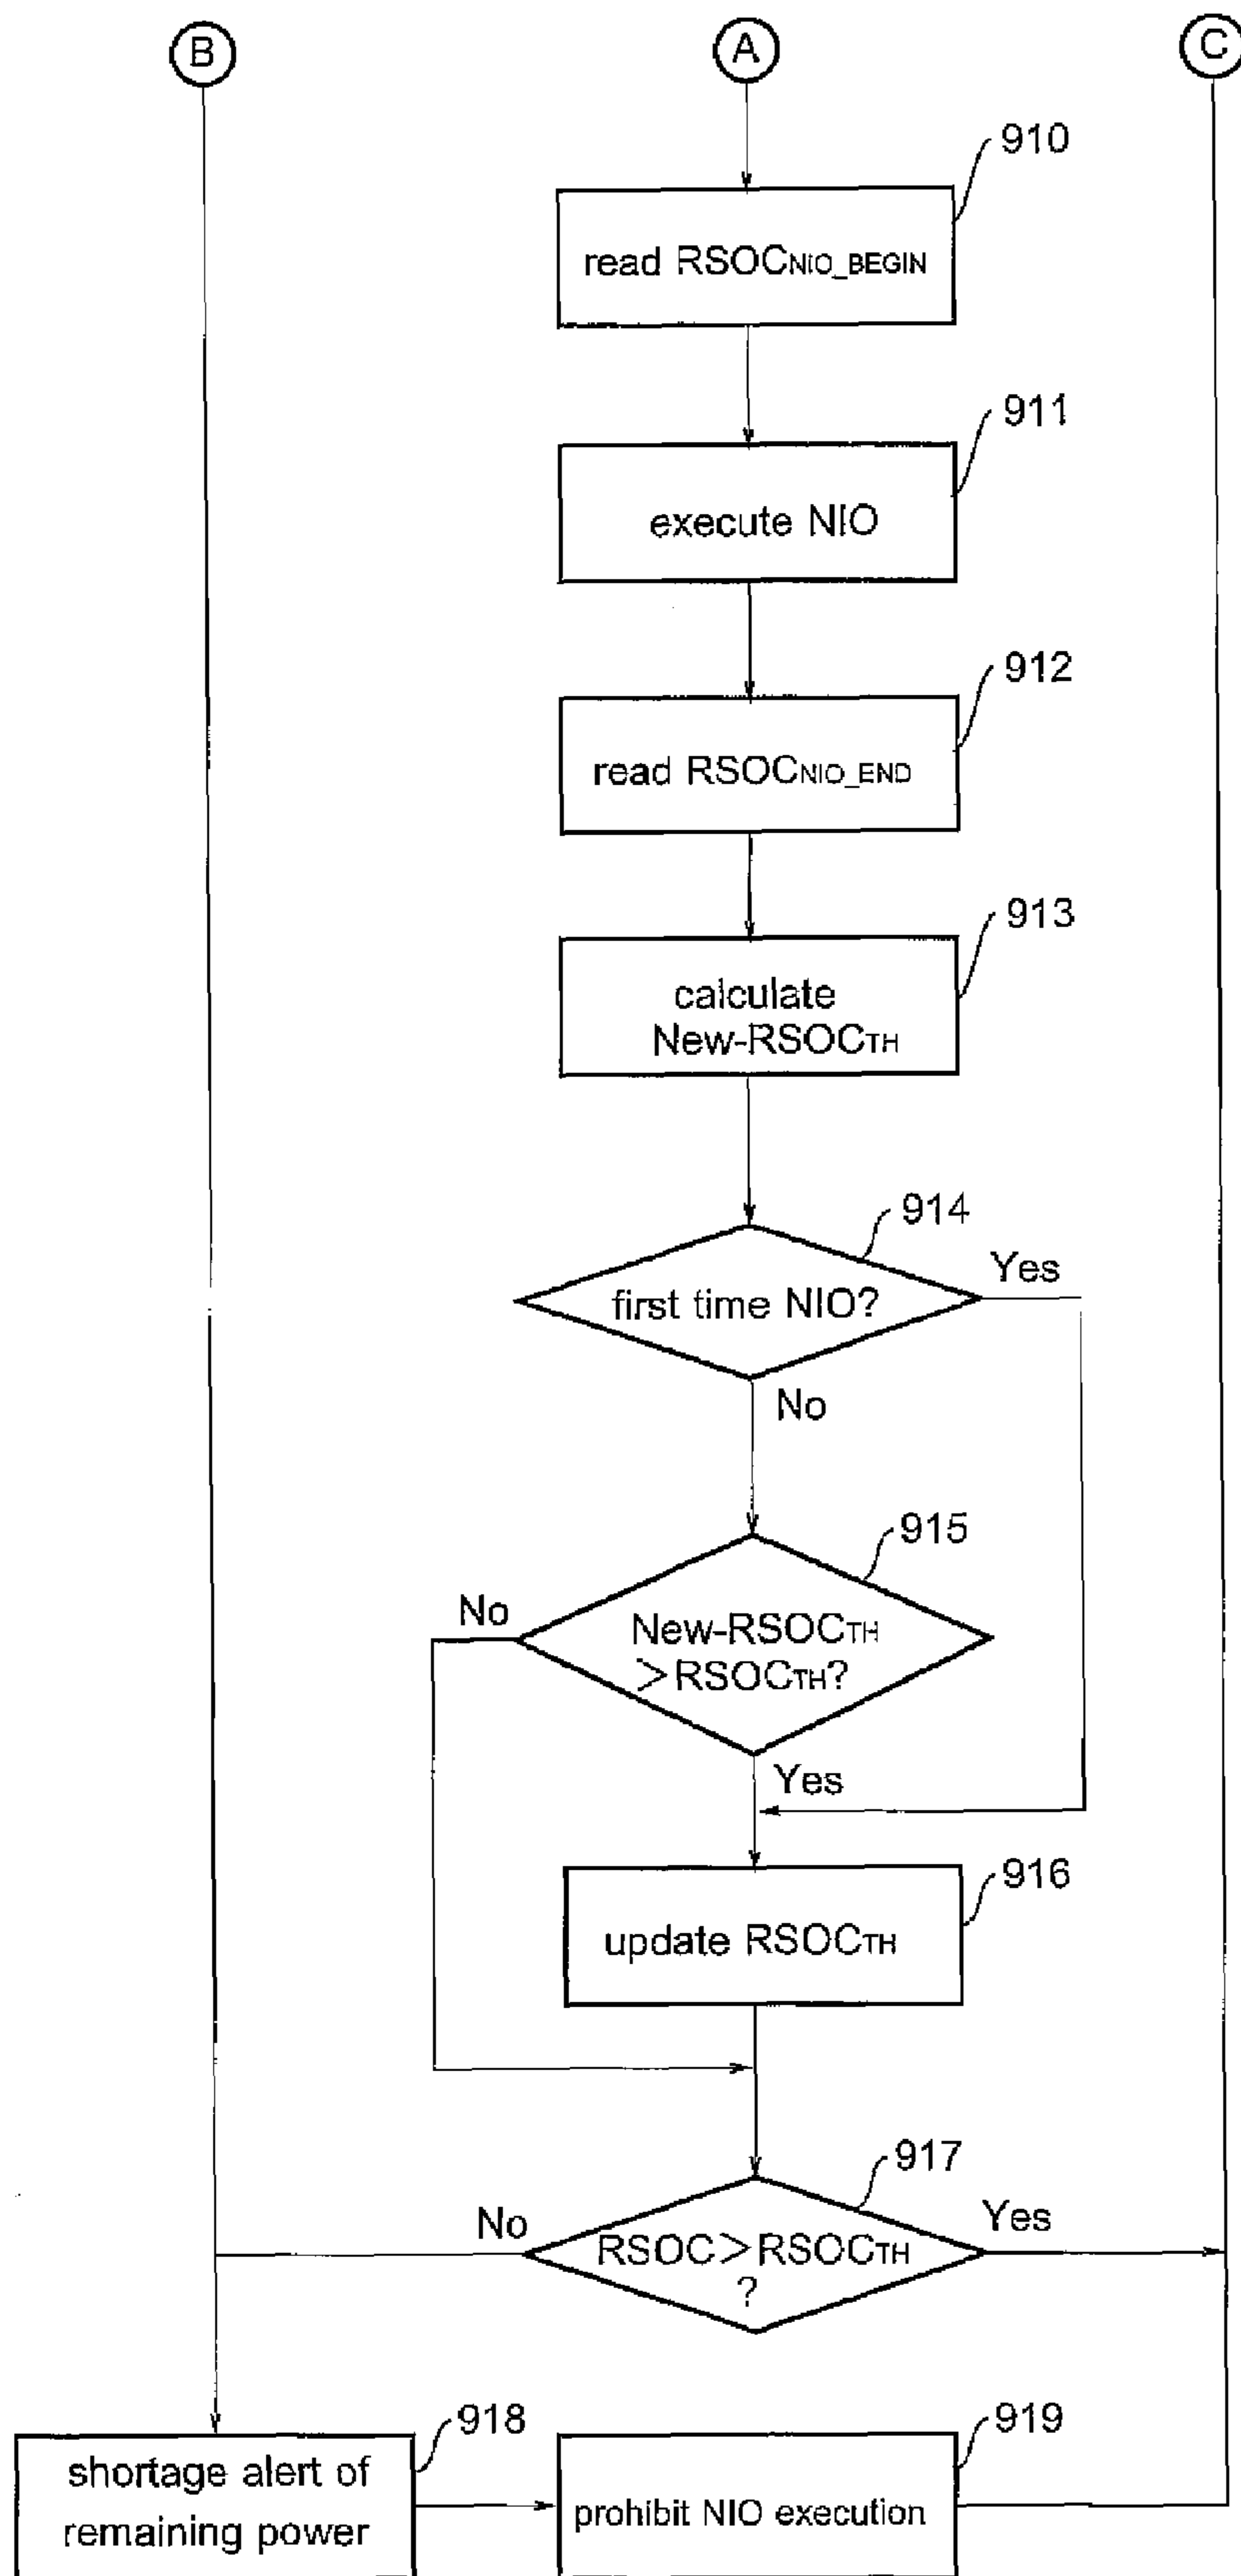 B
A
C
910
read RSOCNIO_BEGIN
911
execute NIO
912
read RSOCNIO_END
913
calculate
New-RSOCTH
914
first time NIO?
Yes
No
915
New-RSOCTH
>RSOCTH?
No
Yes
916
update RSOCTH
917
RSOC>RSOCTH
?
No
Yes
918
shortage alert of
remaining power
919
prohibit NIO execution